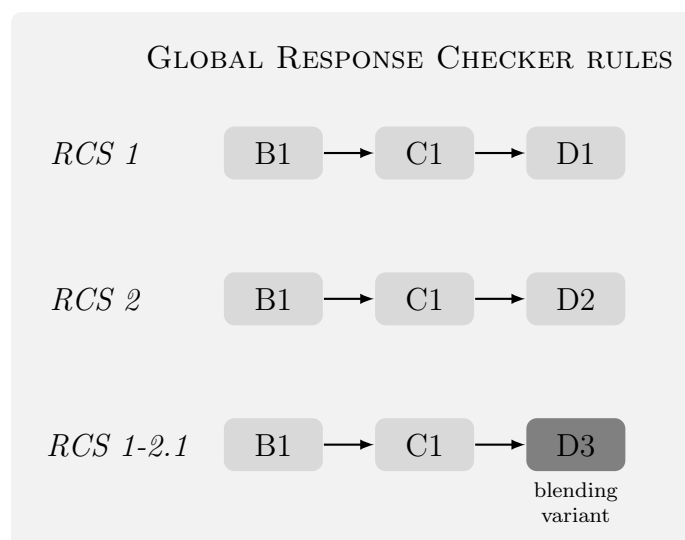 Global Response Checker rules
RCS 1 B1 C1 D1
RCS 2 B1 C1 D2
RCS 1-2.1 B1 C1 D3
blending
variant